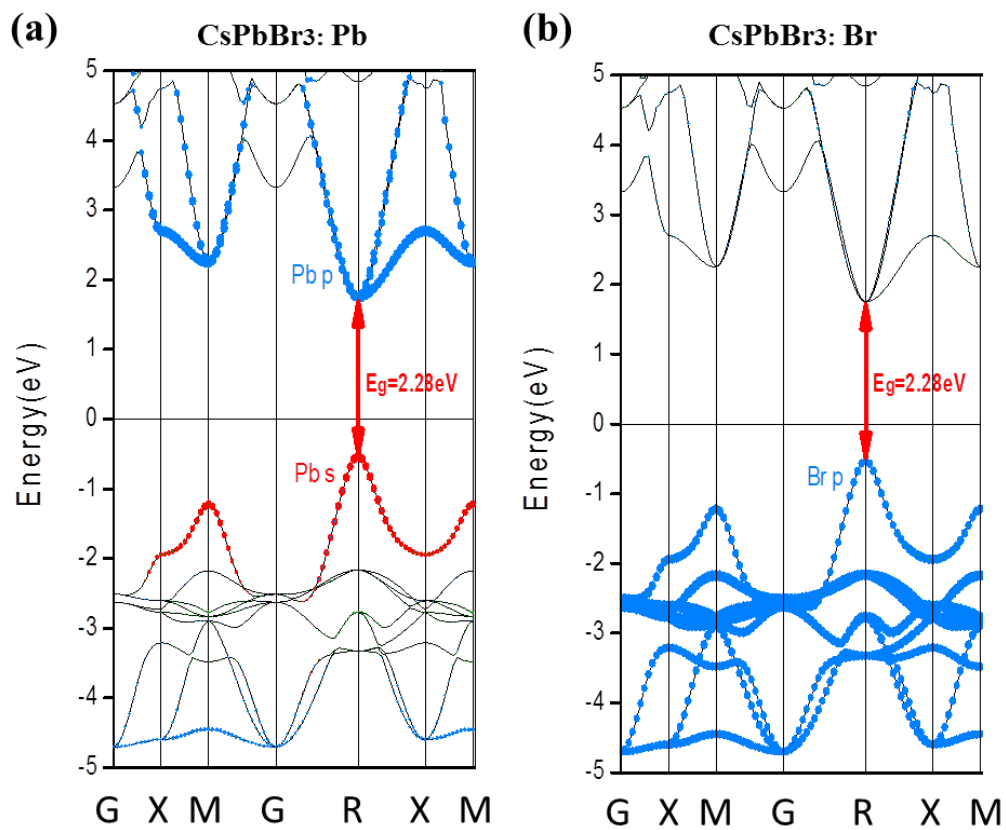 (a)
CsPbBr3: Pb
5
4
3
2
1
0
-1
-2
-3
-4
-5
Energy(eV)
Pb p
Eg=2.28eV
Pb s
G X M G R X M
(b)
CsPbBr3: Br
5
4
3
2
1
0
-1
-2
-3
-4
-5
Energy(eV)
Eg=2.28eV
Br p
G X M G R X M